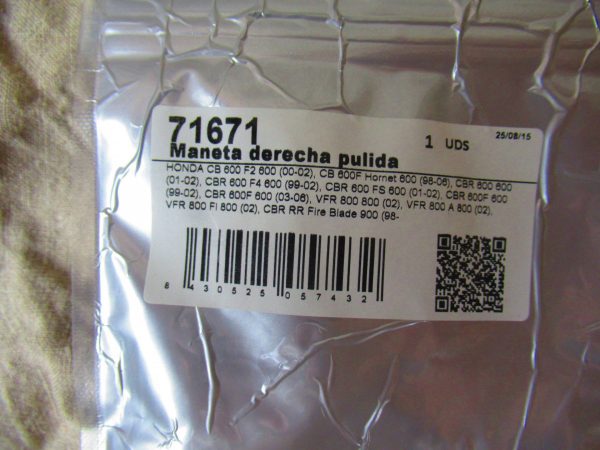 71671
1 UDS
25/08/15
Maneta derecha pulida
HONDA CB 600 F2 600 (00-02), CB 600F Hornet 600 (98-06), CBR 600 600
(01-02), CBR 600 F4 600 (99-02), CBR 600 FS 600 (01-02), CBR 600F 600
(99-02), CBR 600F 600 (03-06), VFR 800 800 (02), VFR 800 A 800 (02),
VFR 800 FI 800 (02), CBR RR Fire Blade 900 (98-
8 430525 057432